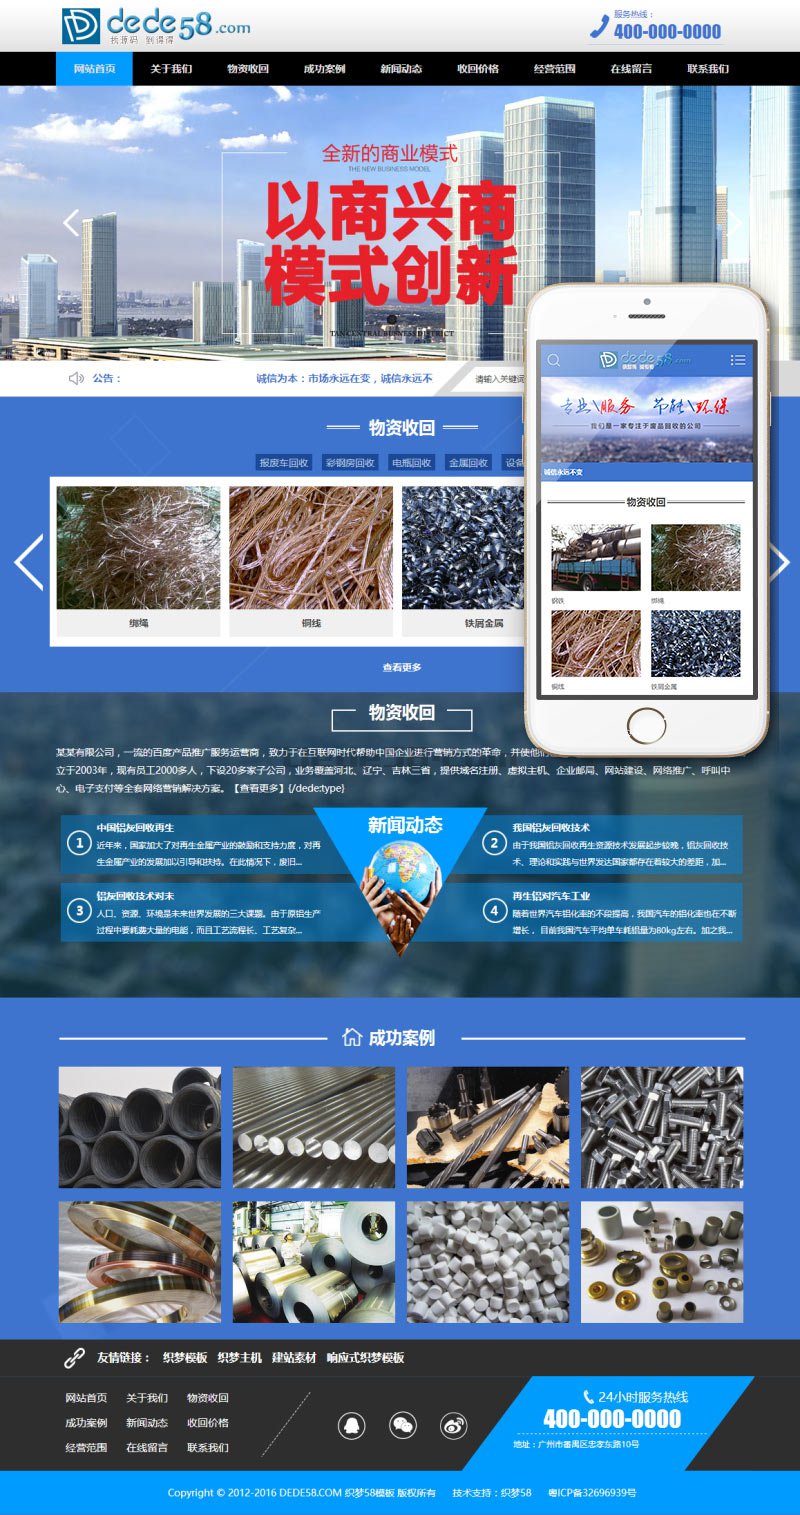 dede58.com
找源码 到得得
服务热线：
400-000-0000
网站首页 关于我们 物资收回 成功案例 新闻动态 收回价格 经营范围 在线留言 联系我们
全新的商业模式
THE NEW BUSINESS MODEL
以商兴商
模式创新
TAN CENTRAL BUSNESS DISTRICT
公告：
诚信为本：市场永远在变，诚信永远不
请输入关键词
物资收回
报废车回收 彩钢房回收 电瓶回收 金属回收 设备
绑绳
铜线
铁屑金属
查看更多
dede58.com
专业\服务 节能\环保
我们是一家专注于废品回收的公司
诚信永远不变
物资收回
钢铁
绑绳
铜线
铁屑金属
物资收回
某某有限公司，一流的百度产品推广服务运营商，致力于在互联网时代帮助中国企业进行营销方式的革命，并使他们在
立于2003年，现有员工2000多人，下设20多家子公司，业务覆盖河北、辽宁、吉林三省，提供域名注册、虚拟主机、企业邮局、网站建设、网络推广、呼叫中
心、电子支付等全套网络营销解决方案。【查看更多】{/dede:type}
新闻动态
1
中国铝灰回收再生
近年来，国家加大了对再生金属产业的鼓励和支持力度，对再
生金属产业的发展加以引导和扶持。在此情况下，废旧...
2
我国铝灰回收技术
由于我国铝灰回收再生资源技术发展起步较晚，铝灰回收技
术、理论和实践与世界发达国家都存在着较大的差距，加...
3
铝灰回收技术对未
人口、资源、环境是未来世界发展的三大课题。由于原铝生产
过程中要耗费大量的电能，而且工艺流程长、工艺复杂...
4
再生铝对汽车工业
随着世界汽车铝化率的不段提高，我国汽车的铝化率也在不断
增长， 目前我国汽车平均单车耗铝量为80kg左右。加之我...
成功案例
友情链接： 织梦模板 织梦主机 建站素材 响应式织梦模板
网站首页 关于我们 物资收回
成功案例 新闻动态 收回价格
经营范围 在线留言 联系我们
24小时服务热线
400-000-0000
地址：广州市番禺区忠孝东路10号
Copyright © 2012-2016 DEDE58.COM 织梦58模板 版权所有 技术支持：织梦58 粤ICP备32696939号